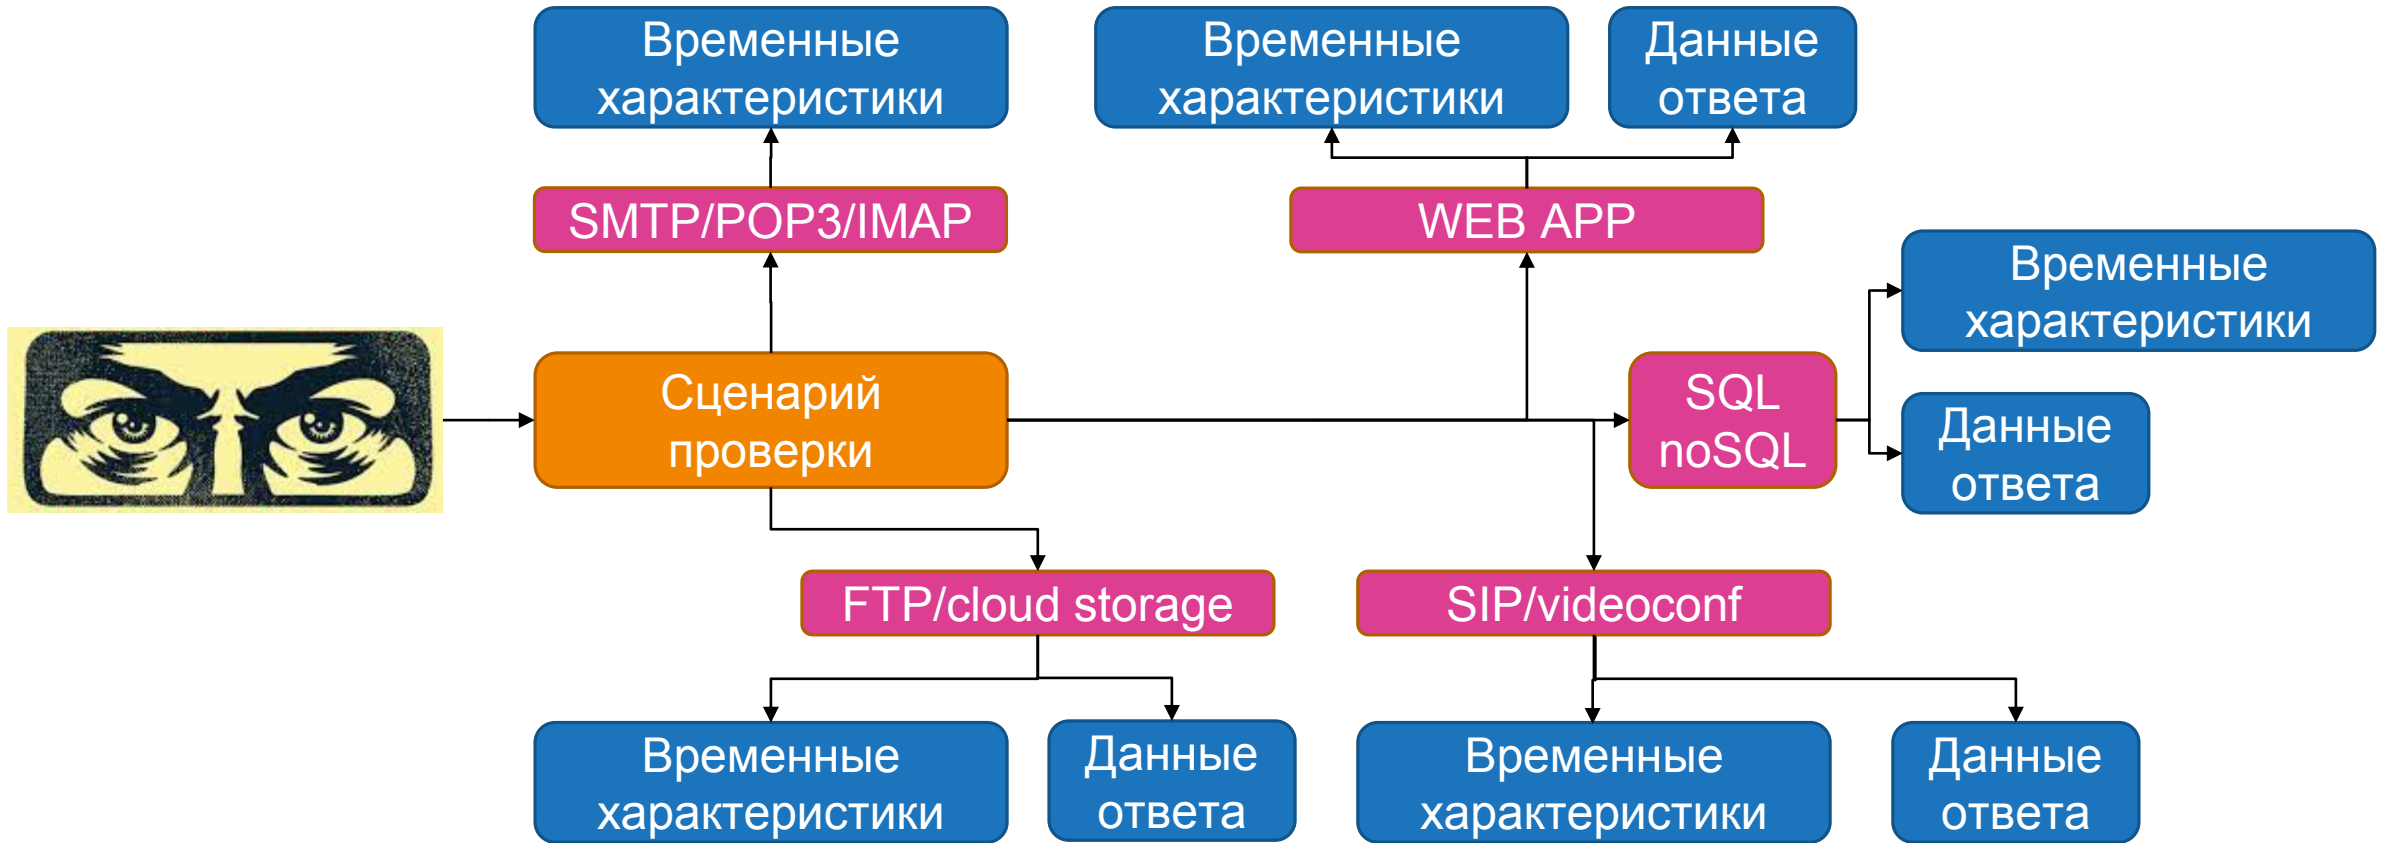 Временные
характеристики
Временные
характеристики
Данные
ответа
SMTP/POP3/IMAP
WEB APP
Временные
характеристики
Сценарий
проверки
SQL
noSQL
Данные
ответа
FTP/cloud storage
SIP/videoconf
Временные
характеристики
Данные
ответа
Временные
характеристики
Данные
ответа